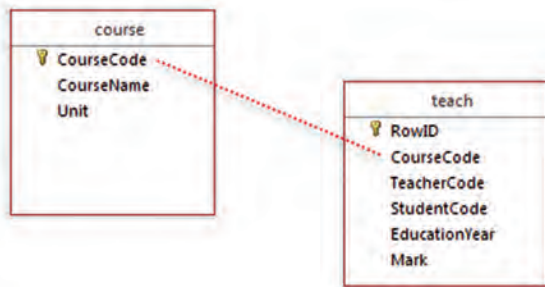 course
CourseCode
CourseName
Unit
teach
RowID
CourseCode
TeacherCode
StudentCode
EducationYear
Mark